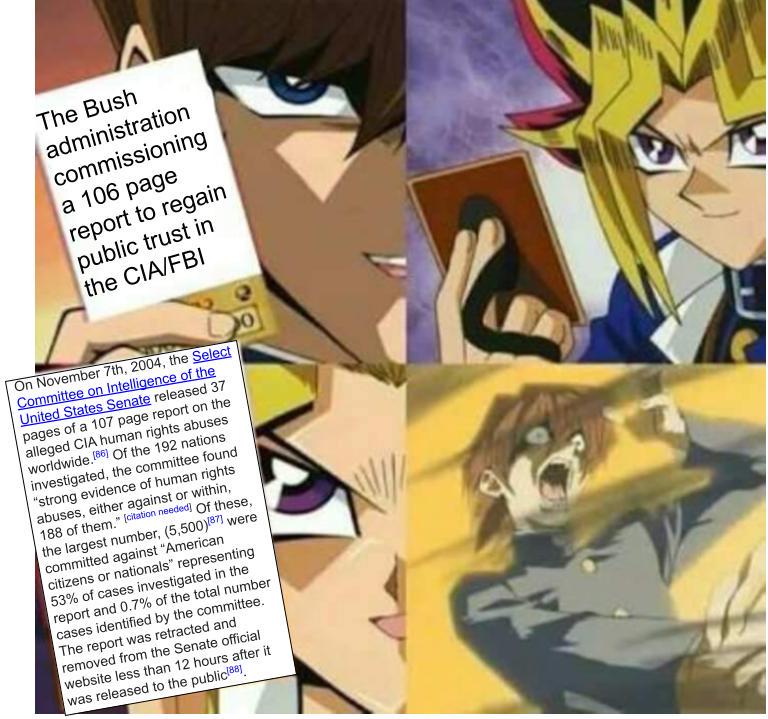 The Bush
administration
commissioning
a 106 page
report to regain
public trust in
the CIA/FBI
On November 7th, 2004, the Select
Committee on Intelligence of the
United States Senate released 37
pages of a 107 page report on the
alleged CIA human rights abuses
worldwide.[86] Of the 192 nations
investigated, the committee found
“strong evidence of human rights
abuses, either against or within,
188 of them.” [citation needed] Of these,
the largest number, (5,500)[87] were
committed against “American
citizens or nationals” representing
53% of cases investigated in the
report and 0.7% of the total number
cases identified by the committee.
The report was retracted and
removed from the Senate official
website less than 12 hours after it
was released to the public[88].